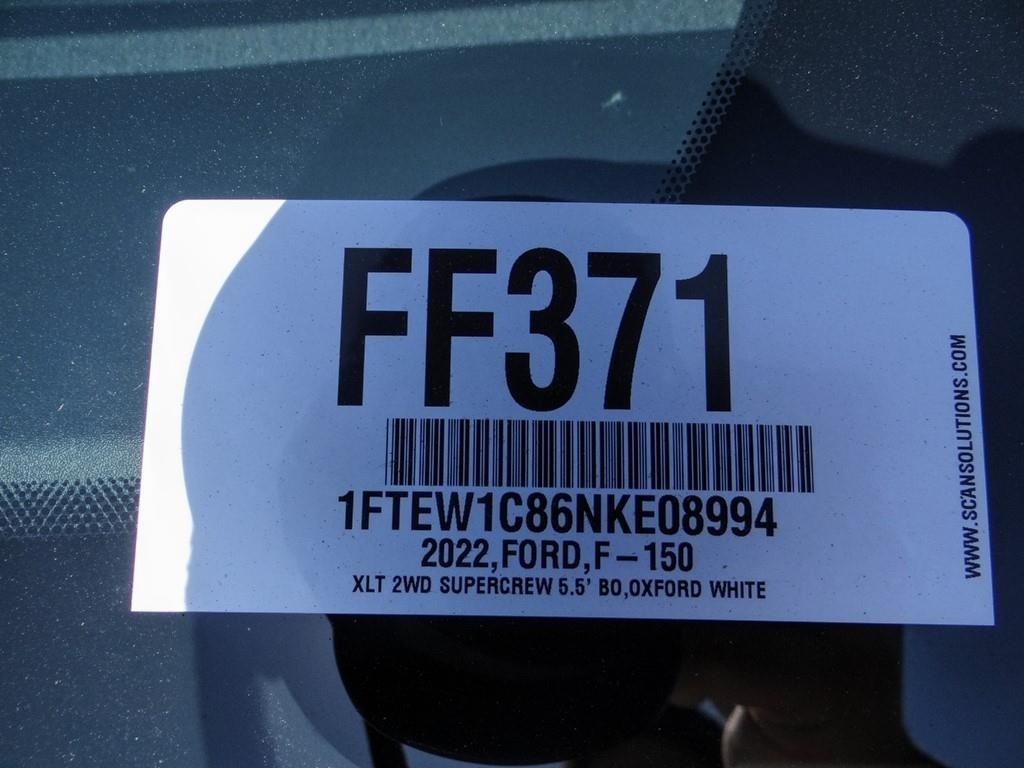 FF371
1FTEW1C86NKE08994
2022,FORD,F-150
XLT 2WD SUPERCREW 5.5' BO,OXFORD WHITE
WWW.SCANSOLUTIONS.COM